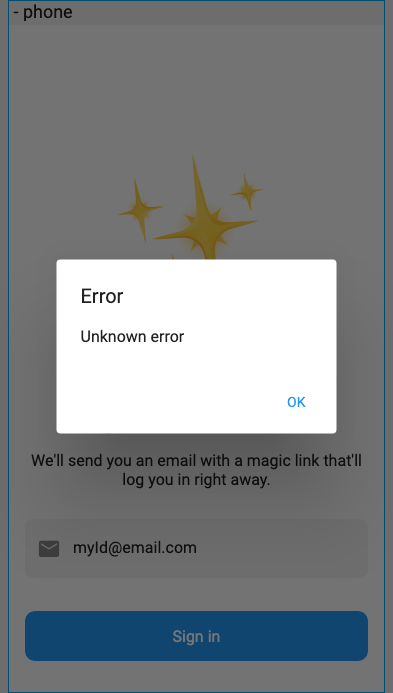 - phone
Error
Unknown error
OK
We'll send you an email with a magic link that'll
log you in right away.
myId@email.com
Sign in